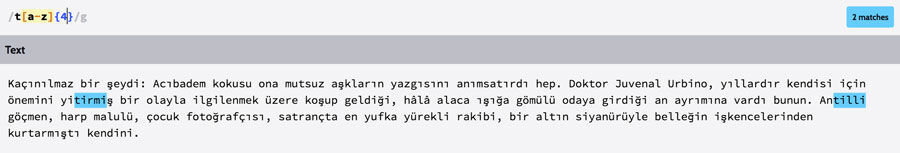 /t[a-z]{4}/g
2 matches
Text
Kaçınılmaz bir şeydi: Acıbadem kokusu ona mutsuz aşkların yazgısını anımsatırdı hep. Doktor Juvenal Urbino, yıllardır kendisi için
önemini yitirmiş bir olayla ilgilenmek üzere koşup geldiği, hâlâ alaca ışığa gömülü odaya girdiği an ayrımına vardı bunun. Antilli
göçmen, harp malulü, çocuk fotoğrafçısı, satrançta en yufka yürekli rakibi, bir altın siyanürüyle belleğin işkencelerinden
kurtarmıştı kendini.